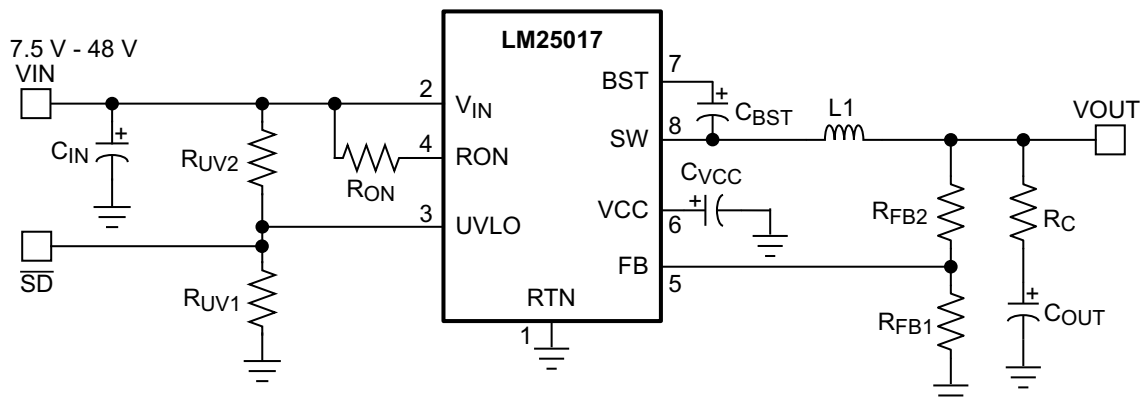 7.5 V - 48 V
VIN
LM25017
BST
7
+
CBST
L1
VOUT
2
VIN
SW
8
+
CIN
RUV2
4
RON
RON
CVCC
+
VCC
6
3
UVLO
RFB2
RC
SD
FB
5
RUV1
RTN
1
RFB1
+
COUT